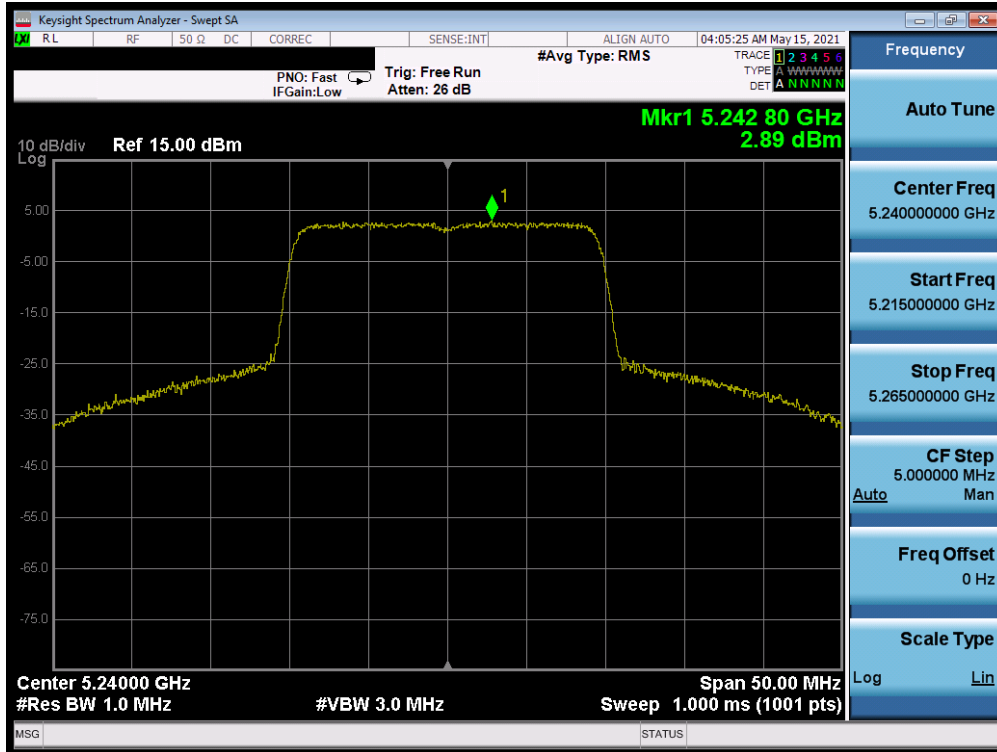 Keysight Spectrum Analyzer - Swept SA
LXI RL RF 50 Ω DC CORREC SENSE:INT ALIGN AUTO 04:05:25 AM May 15, 2021
#Avg Type: RMS TRACE 1 2 3 4 5 6
PNO: Fast Trig: Free Run TYPE A WWWWW
IFGain:Low Atten: 26 dB DET A N N N N N
Mkr1 5.242 80 GHz
2.89 dBm
10 dB/div Ref 15.00 dBm
Log
1
5.00
-5.00
-15.0
-25.0
-35.0
-45.0
-55.0
-65.0
-75.0
Center 5.24000 GHz Span 50.00 MHz
#Res BW 1.0 MHz #VBW 3.0 MHz Sweep 1.000 ms (1001 pts)
MSG STATUS
Frequency
Auto Tune
Center Freq
5.240000000 GHz
Start Freq
5.215000000 GHz
Stop Freq
5.265000000 GHz
CF Step
5.000000 MHz
Auto Man
Freq Offset
0 Hz
Scale Type
Log Lin